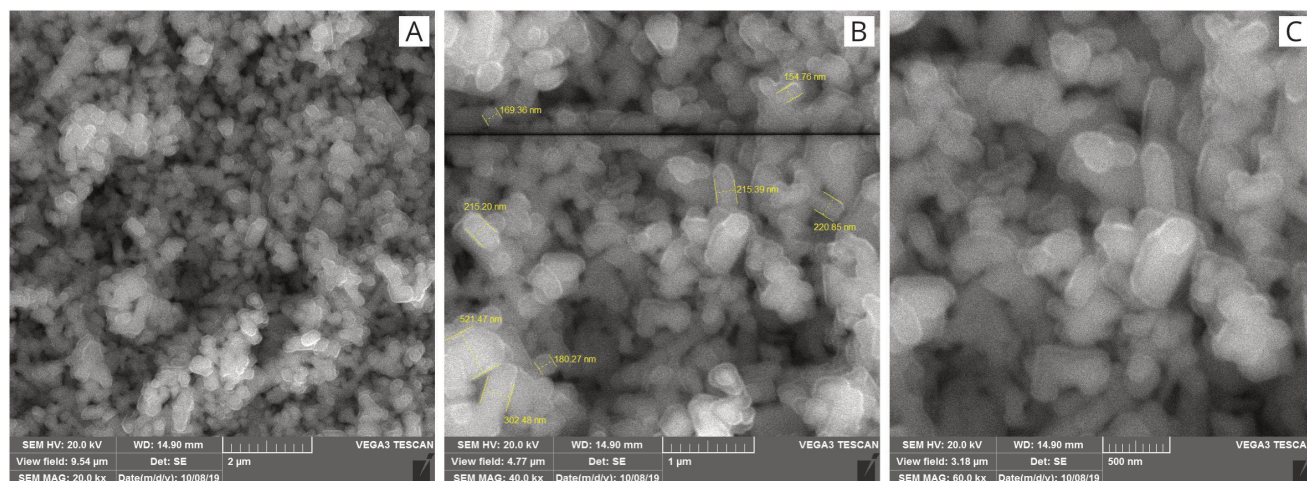 A
SEM HV: 20.0 kV WD: 14.90 mm VEGA3 TESCAN
View field: 9.54 µm Det: SE 2 µm
SEM MAG: 20.0 kx Date(m/d/y): 10/08/19
B
154.76 nm
169.36 nm
215.39 nm
215.20 nm
220.85 nm
521.47 nm
180.27 nm
302.48 nm
SEM HV: 20.0 kV WD: 14.90 mm VEGA3 TESCAN
View field: 4.77 µm Det: SE 1 µm
SEM MAG: 40.0 kx Date(m/d/y): 10/08/19
C
SEM HV: 20.0 kV WD: 14.90 mm VEGA3 TESCAN
View field: 3.18 µm Det: SE 500 nm
SEM MAG: 60.0 kx Date(m/d/y): 10/08/19